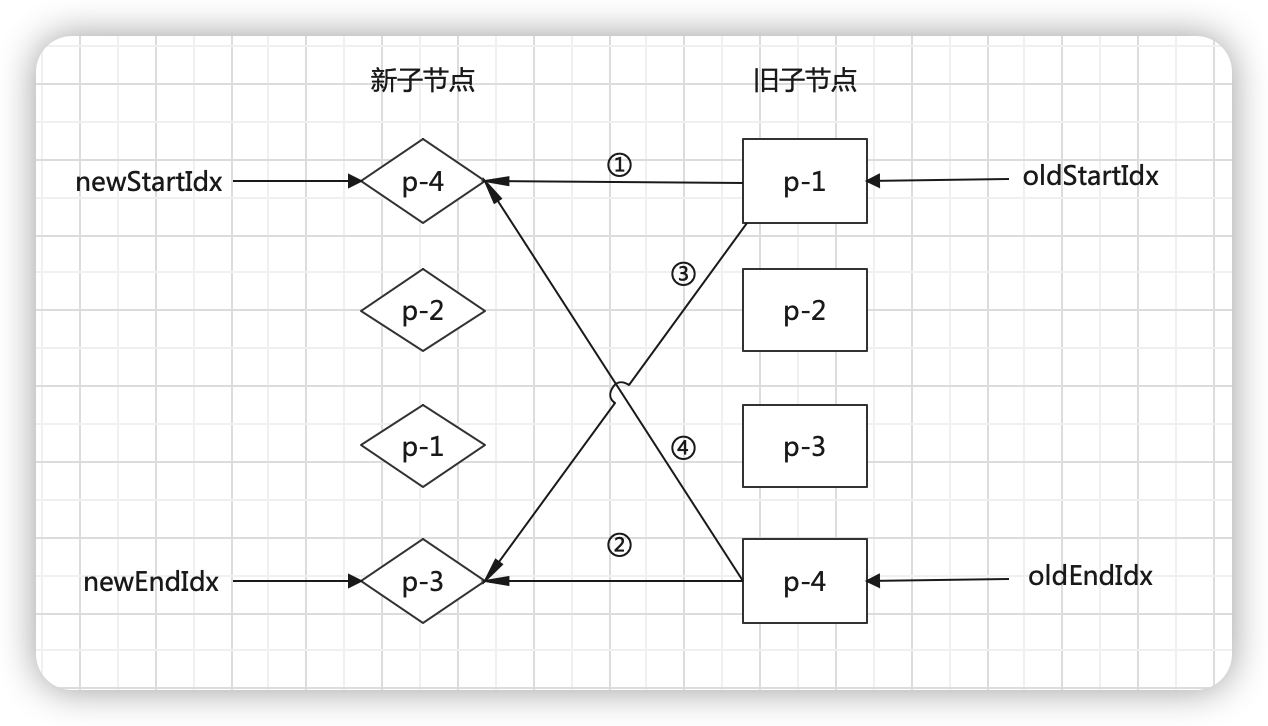 新子节点 旧子节点
newStartIdx p-4 ① p-1 oldStartIdx
③
p-2 p-2
p-1 ④ p-3
②
newEndIdx p-3 p-4 oldEndIdx